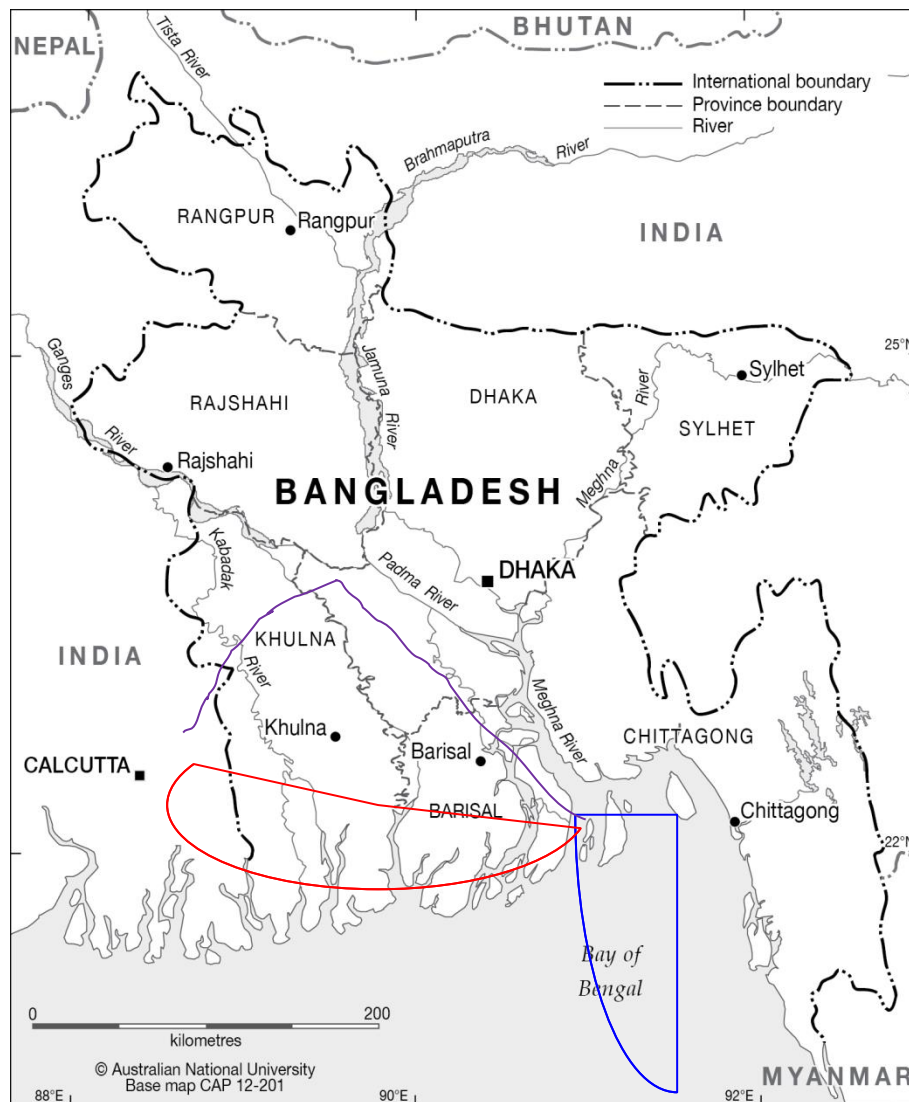 BHUTAN
NEPAL
Tista River
International boundary
Province boundary
River
Brahmaputra
River
RANGPUR
Rangpur
INDIA
25°N
Ganges
River
Jamuna
River
Sylhet
River
RAJSHAHI
DHAKA
SYLHET
Rajshahi
Meghna
BANGLADESH
Kabadak
River
Padma River
DHAKA
KHULNA
INDIA
Meghna River
Khulna
Barisal
CHITTAGONG
CALCUTTA
BARISAL
Chittagong
22°N
Bay of
Bengal
0 200
kilometres
© Australian National University
Base map CAP 12-201
MYANMAR
88°E 90°E 92°E